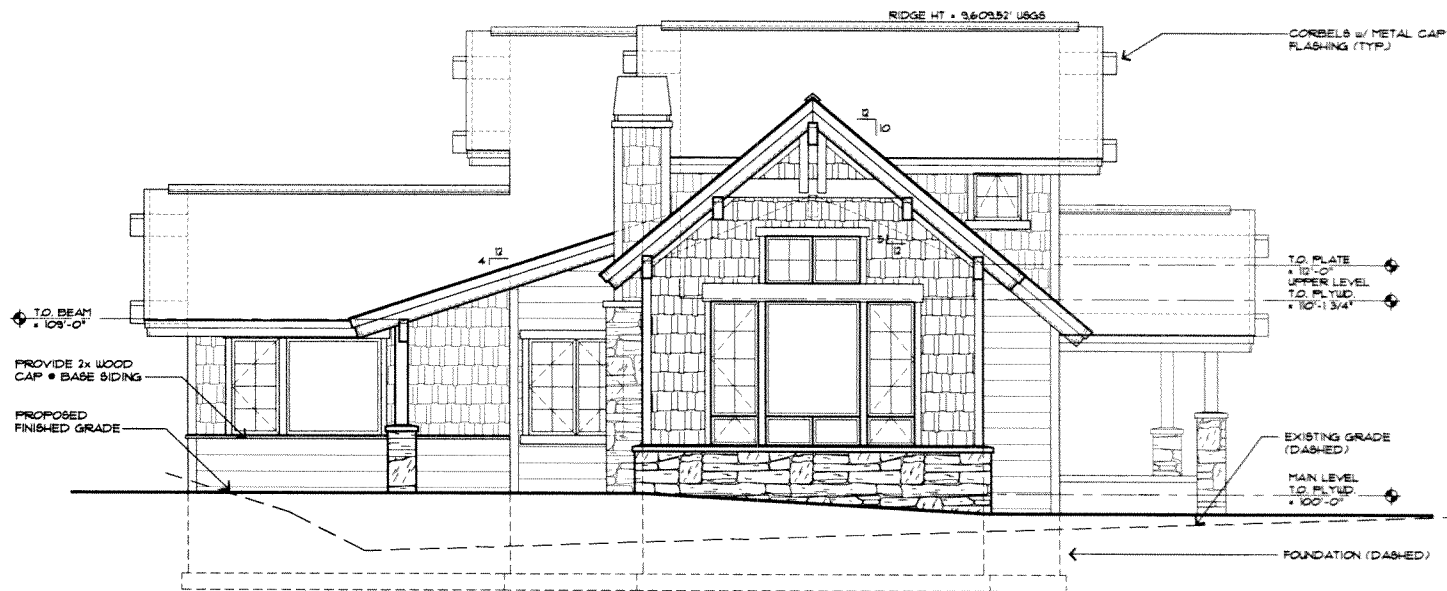 RIDGE HT = 9,609.52' USGS
CORBELS w/ METAL CAP
FLASHING (TYP.)
12
10
12
4
5
12
T.O. PLATE
= 112'-0"
UPPER LEVEL
T.O. PLYWD.
= 110'-1 3/4"
T.O. BEAM
= 109'-0"
PROVIDE 2x WOOD
CAP @ BASE SIDING
PROPOSED
FINISHED GRADE
EXISTING GRADE
(DASHED)
MAIN LEVEL
T.O. PLYWD.
= 100'-0"
FOUNDATION (DASHED)